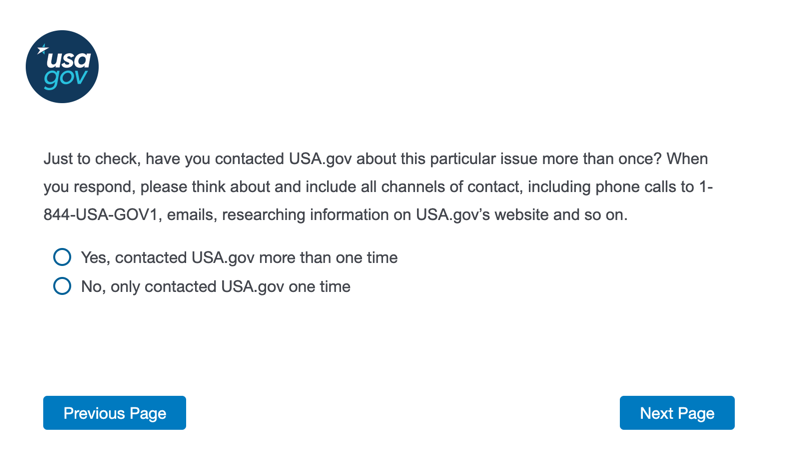 usa
gov
Just to check, have you contacted USA.gov about this particular issue more than once? When
you respond, please think about and include all channels of contact, including phone calls to 1-
844-USA-GOV1, emails, researching information on USA.gov’s website and so on.
Yes, contacted USA.gov more than one time
No, only contacted USA.gov one time
Previous Page
Next Page